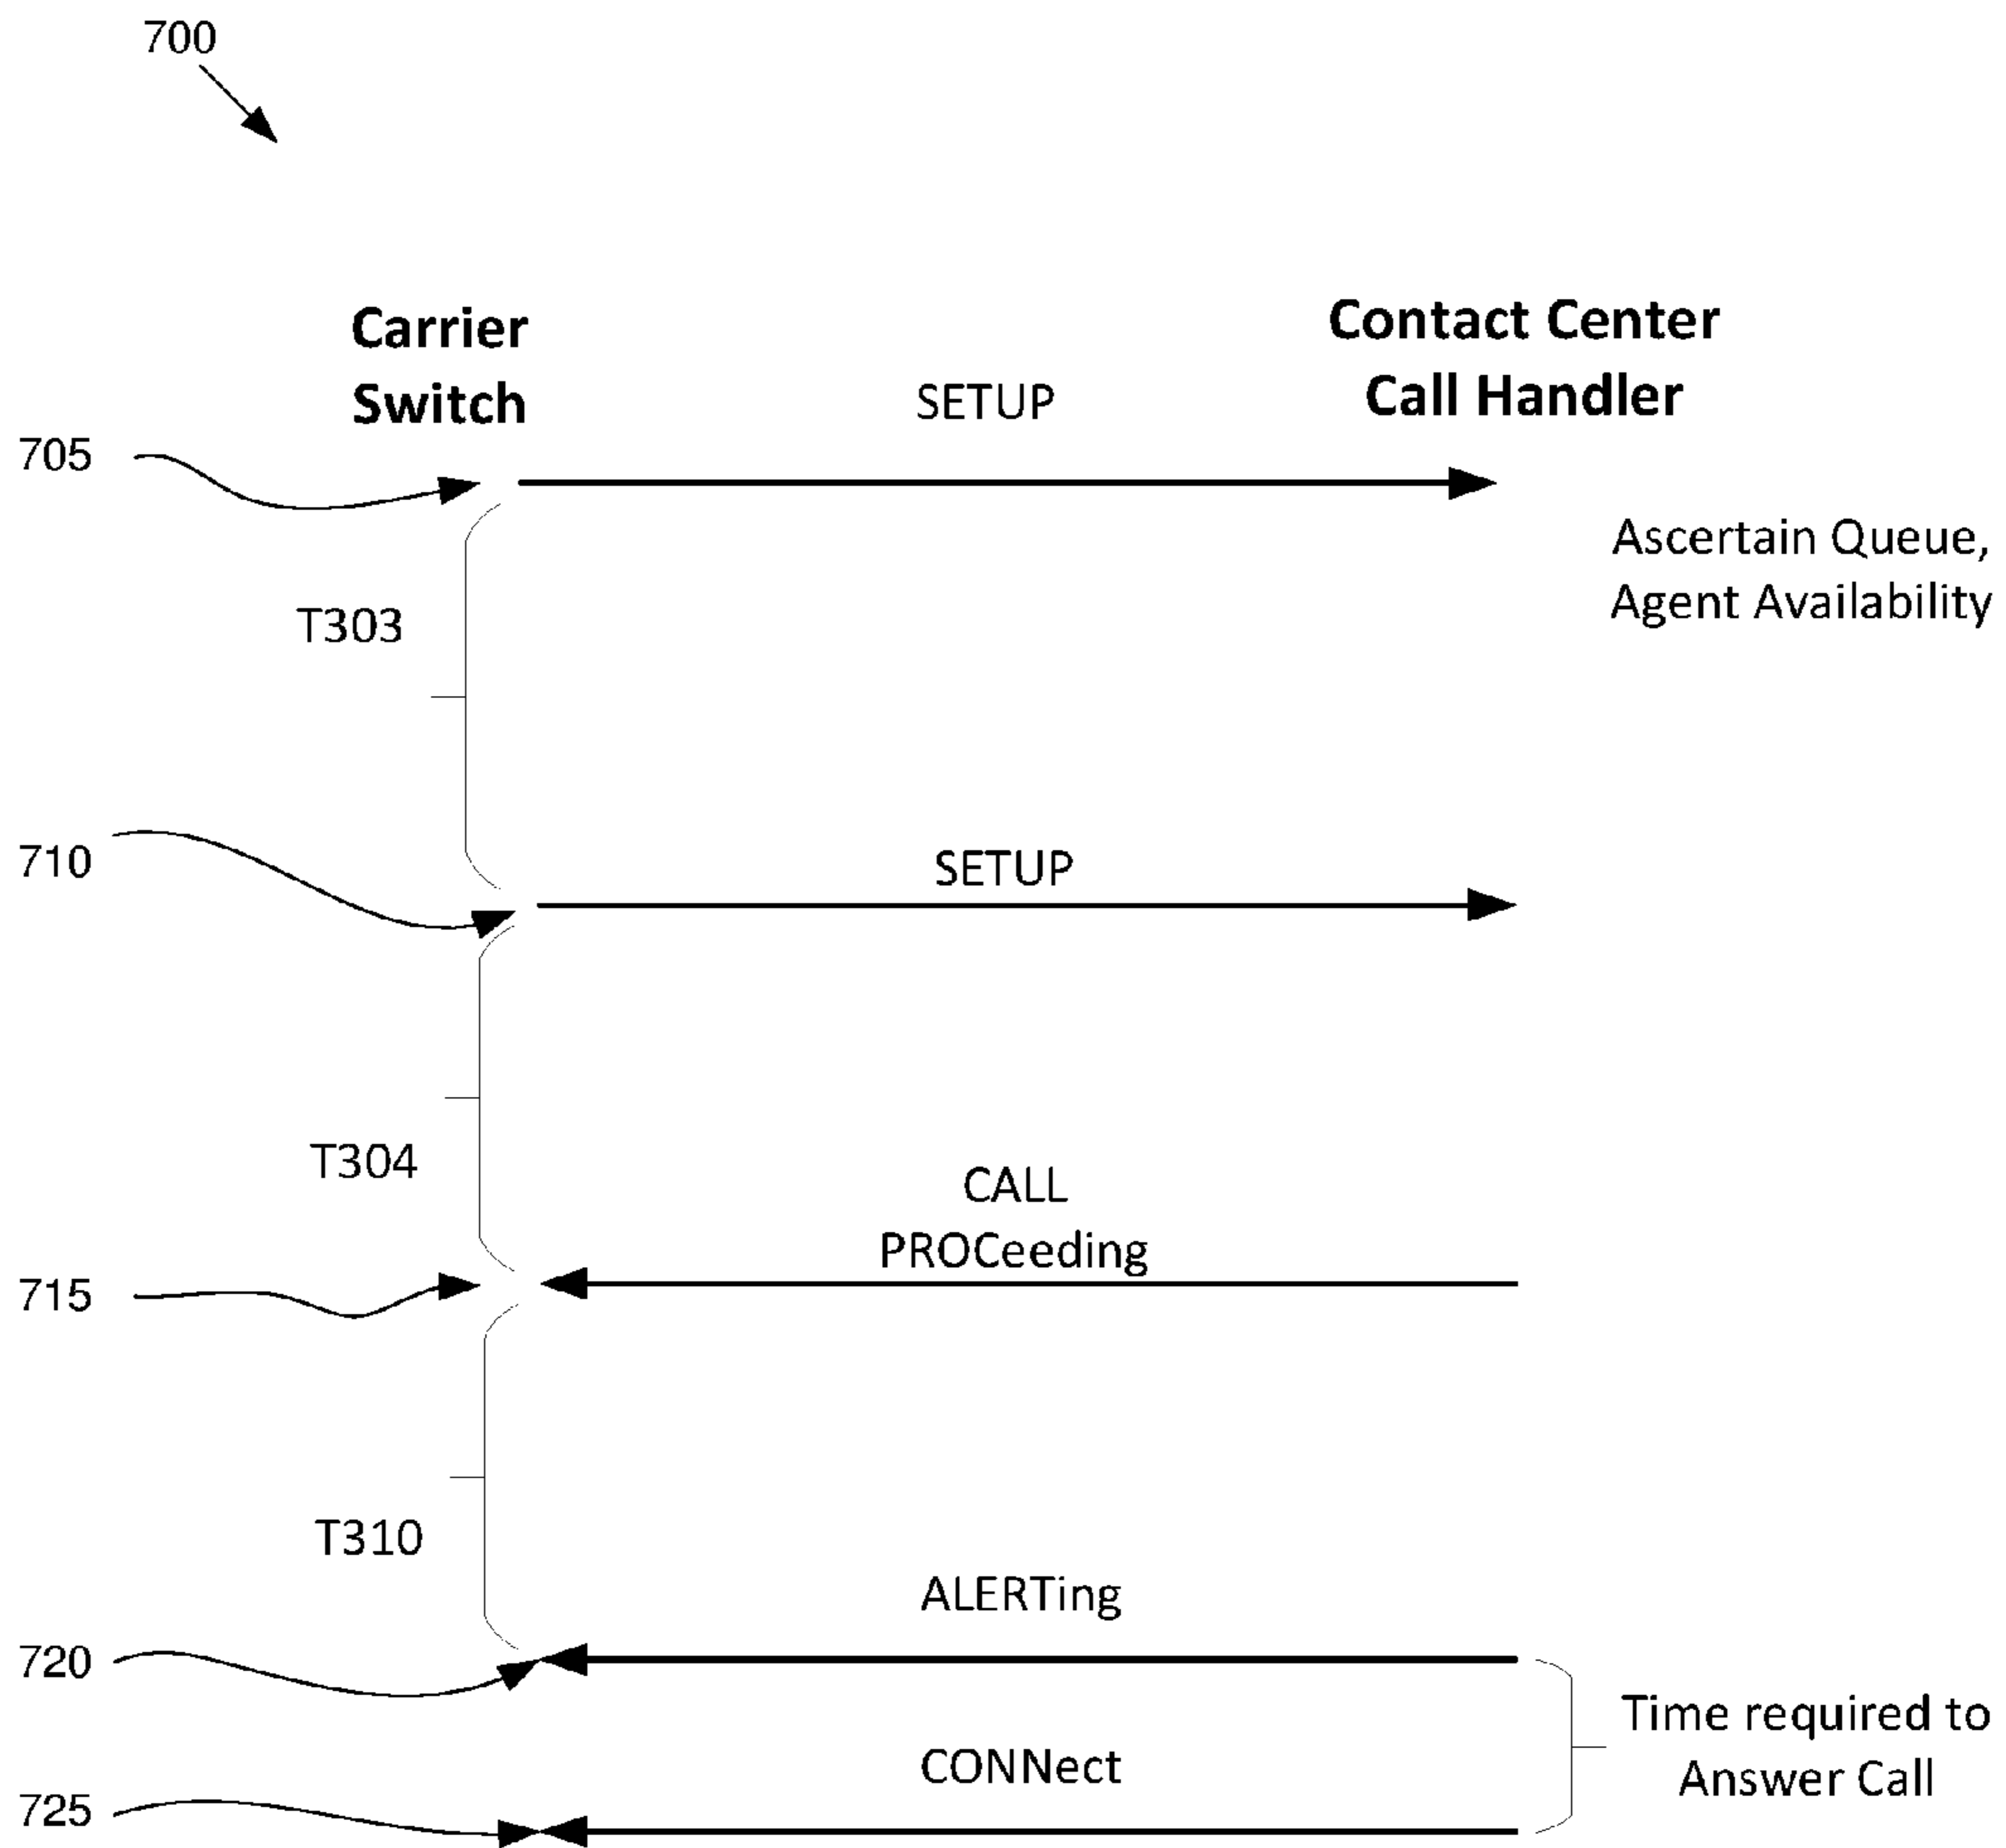 700
Carrier
Switch
SETUP
Contact Center
Call Handler
705
Ascertain Queue,
Agent Availability
T303
710
SETUP
T304
CALL
PROCeeding
715
T310
ALERTing
720
Time required to
Answer Call
CONNect
725